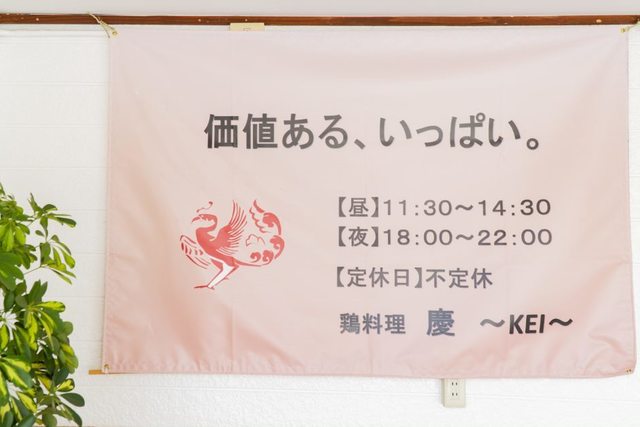 価値ある、いっぱい。
【昼】11：30～14：30
【夜】18：00～22：00
【定休日】不定休
鶏料理 慶 ～KEI～